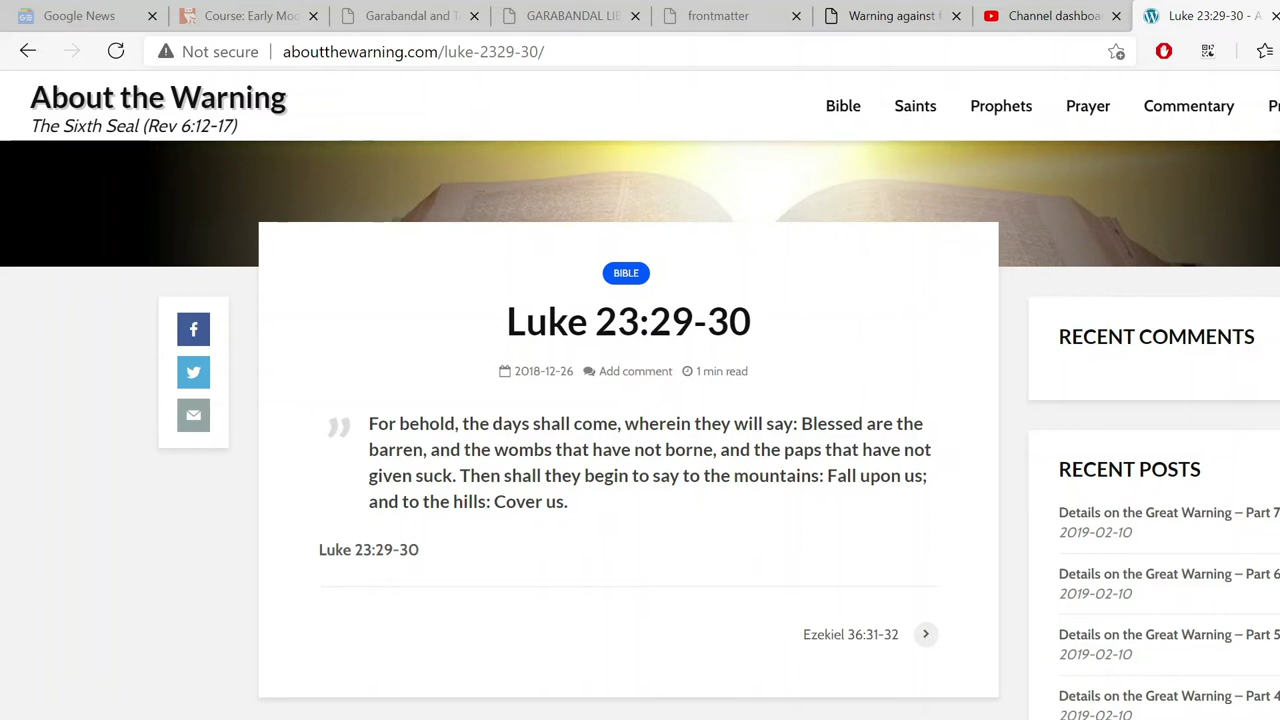 Google News
Course: Early Moo
Garabandal and T
GARABANDAL LIB
frontmatter
Warning against
Channel dashboa
Luke 23:29-30 - A
Not secure
aboutthewarning.com/luke-2329-30/
About the Warning
The Sixth Seal (Rev 6:12-17)
Bible Saints Prophets Prayer Commentary Pr
BIBLE
Luke 23:29-30
2018-12-26 Add comment 1 min read
For behold, the days shall come, wherein they will say: Blessed are the
barren, and the wombs that have not borne, and the paps that have not
given suck. Then shall they begin to say to the mountains: Fall upon us;
and to the hills: Cover us.
Luke 23:29-30
Ezekiel 36:31-32
RECENT COMMENTS
RECENT POSTS
Details on the Great Warning – Part 7
2019-02-10
Details on the Great Warning – Part 6
2019-02-10
Details on the Great Warning – Part 5
2019-02-10
Details on the Great Warning – Part 4
2019-02-10